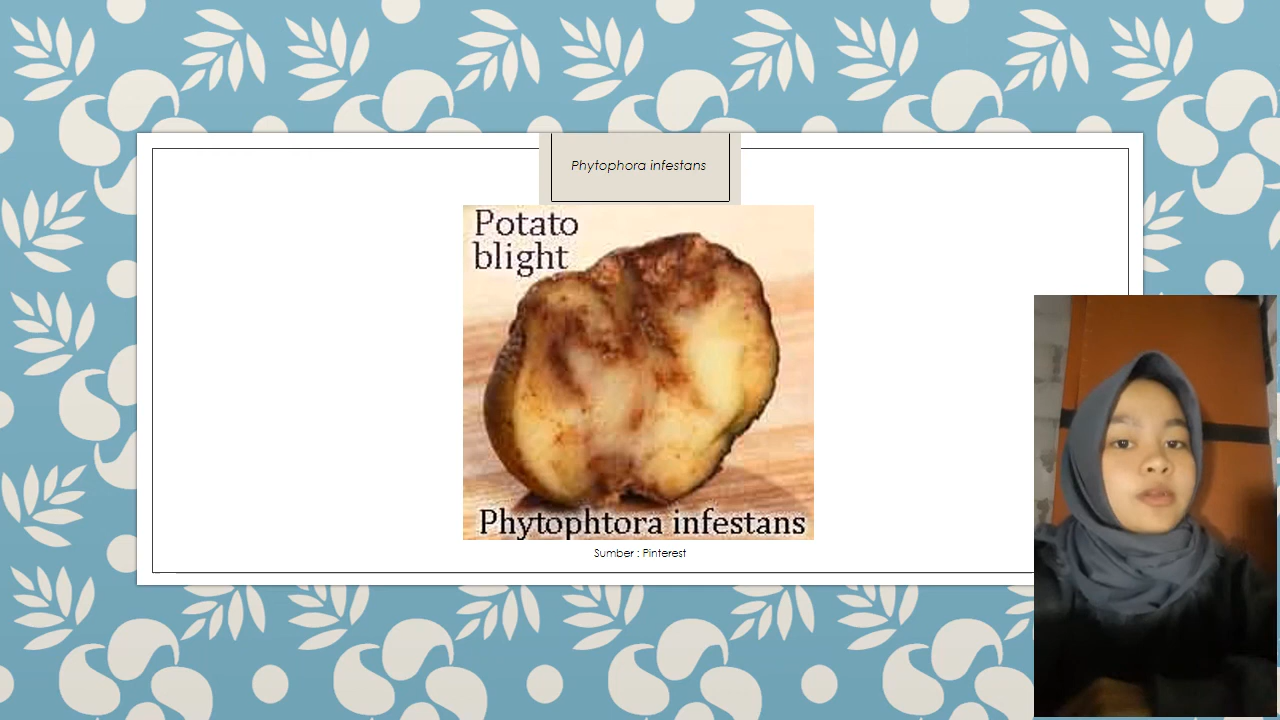 Phytophora infestans
Potato
blight
Phytophtora infestans
Sumber : Pinterest